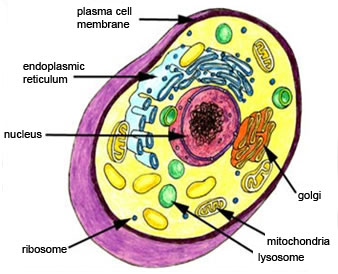 plasma cell
membrane
endoplasmic
reticulum
nucleus
golgi
mitochondria
ribosome
lysosome